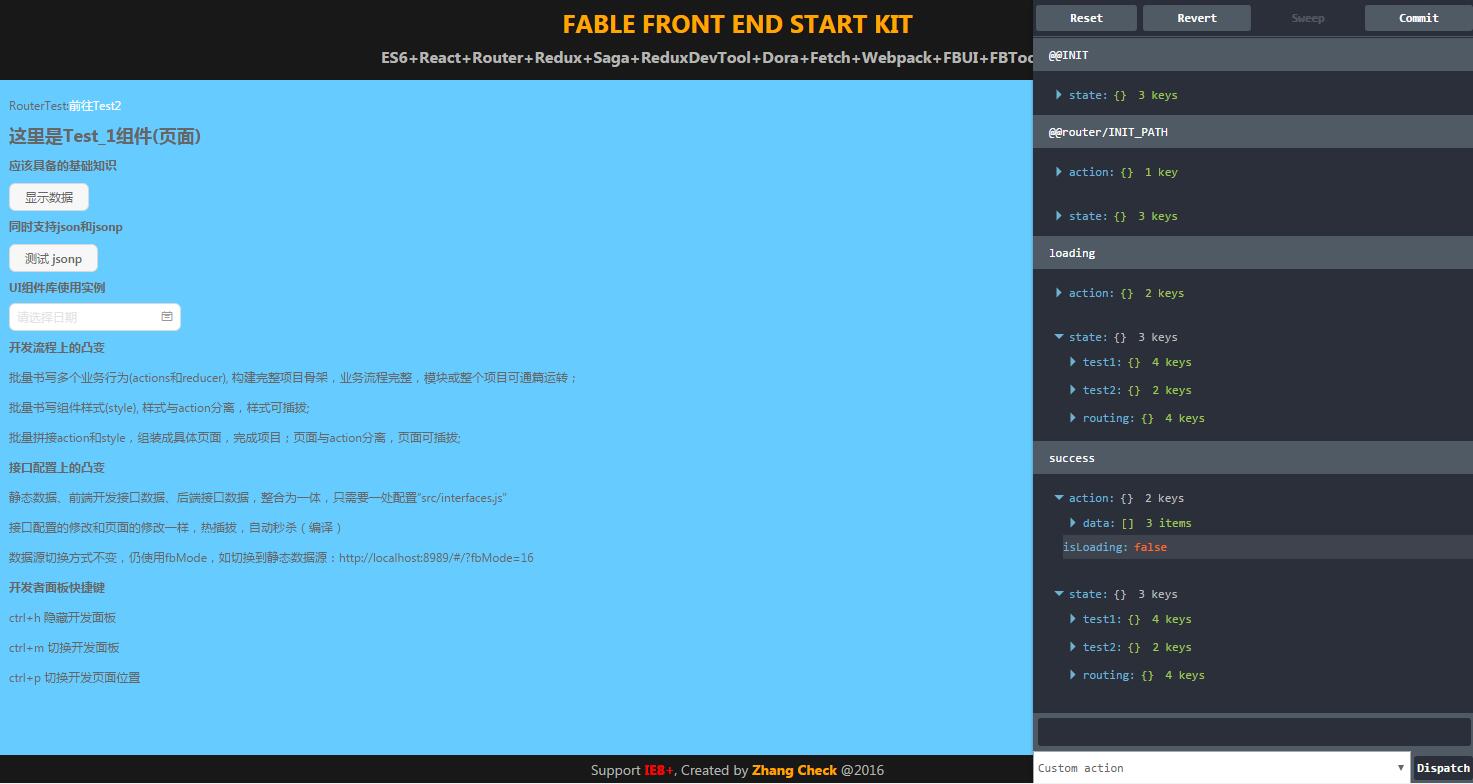 FABLE FRONT END START KIT
ES6+React+Router+Redux+Saga+ReduxDevTool+Dora+Fetch+Webpack+FBUI+FBToo
RouterTest:前往Test2
这里是Test_1组件(页面)
应该具备的基础知识
显示数据
同时支持json和jsonp
测试 jsonp
UI组件库使用实例
请选择日期
开发流程上的凸变
批量书写多个业务行为(actions和reducer), 构建完整项目骨架，业务流程完整，模块或整个项目可通篇运转；
批量书写组件样式(style), 样式与action分离，样式可插拔;
批量拼接action和style，组装成具体页面，完成项目；页面与action分离，页面可插拔;
接口配置上的凸变
静态数据、前端开发接口数据、后端接口数据，整合为一体，只需要一处配置“src/interfaces.js”
接口配置的修改和页面的修改一样，热插拔，自动秒杀（编译）
数据源切换方式不变，仍使用fbMode，如切换到静态数据源：http://localhost:8989/#/?fbMode=16
开发者面板快捷键
ctrl+h 隐藏开发面板
ctrl+m 切换开发面板
ctrl+p 切换开发页面位置
Support IE8+, Created by Zhang Check @2016
Reset Revert Sweep Commit
@@INIT
state: {} 3 keys
@@router/INIT_PATH
action: {} 1 key
state: {} 3 keys
loading
action: {} 2 keys
state: {} 3 keys
test1: {} 4 keys
test2: {} 2 keys
routing: {} 4 keys
success
action: {} 2 keys
data: [] 3 items
isLoading: false
state: {} 3 keys
test1: {} 4 keys
test2: {} 2 keys
routing: {} 4 keys
Custom action Dispatch